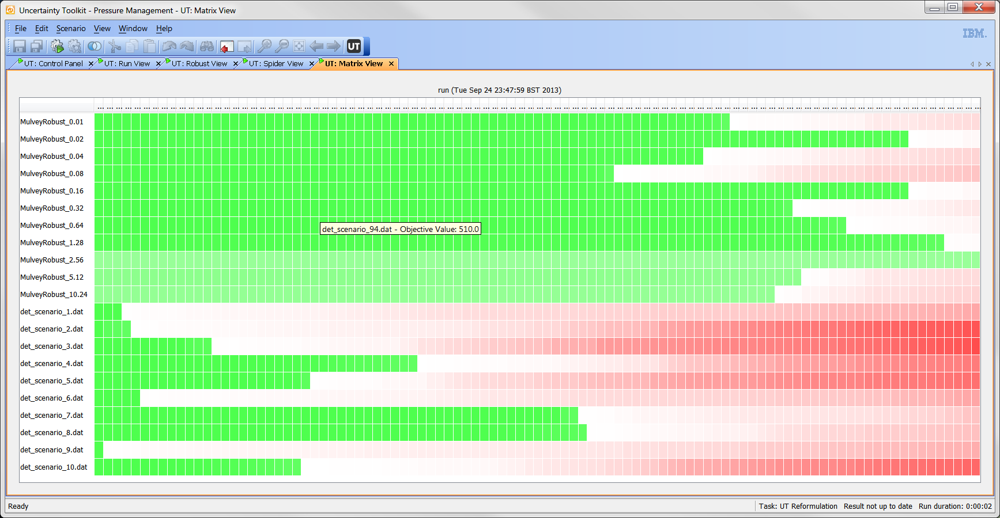 Uncertainty Toolkit - Pressure Management - UT: Matrix View
File Edit Scenario View Window Help
IBM.
UT
UT: Control Panel UT: Run View UT: Robust View UT: Spider View UT: Matrix View
run (Tue Sep 24 23:47:59 BST 2013)
MulveyRobust_0.01
MulveyRobust_0.02
MulveyRobust_0.04
MulveyRobust_0.08
MulveyRobust_0.16
MulveyRobust_0.32
MulveyRobust_0.64
det_scenario_94.dat - Objective Value: 510.0
MulveyRobust_1.28
MulveyRobust_2.56
MulveyRobust_5.12
MulveyRobust_10.24
det_scenario_1.dat
det_scenario_2.dat
det_scenario_3.dat
det_scenario_4.dat
det_scenario_5.dat
det_scenario_6.dat
det_scenario_7.dat
det_scenario_8.dat
det_scenario_9.dat
det_scenario_10.dat
Ready Task: UT Reformulation Result not up to date Run duration: 0:00:02